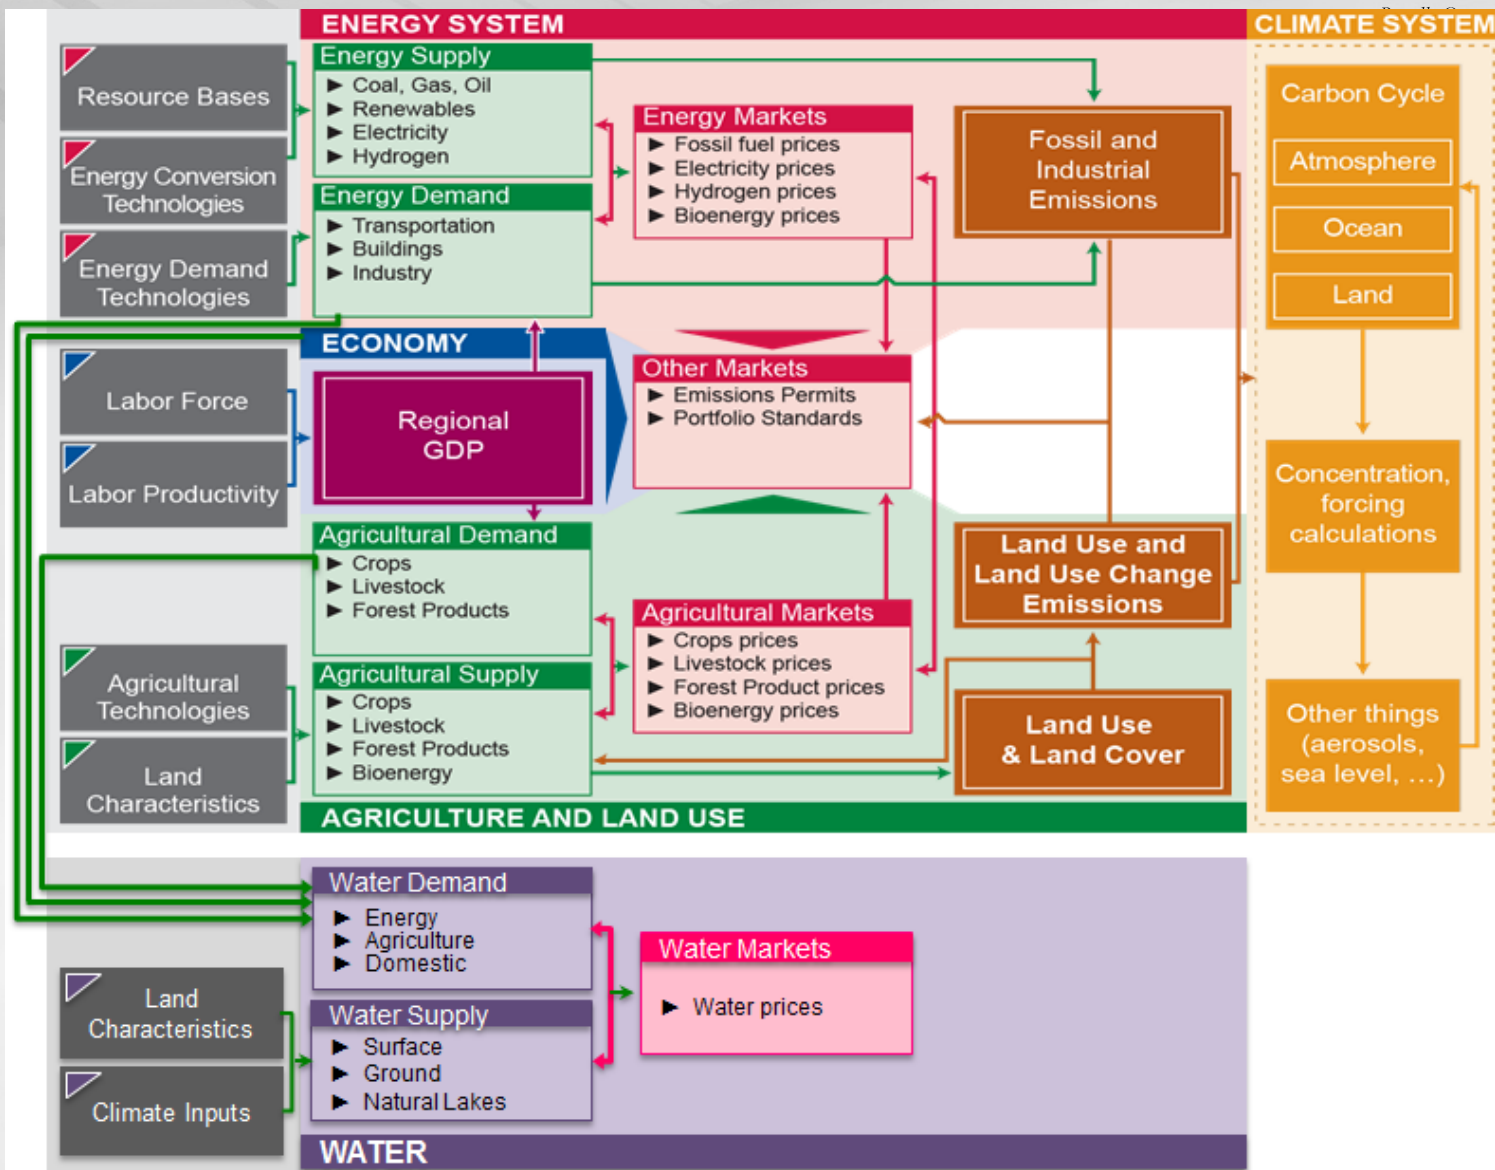 ENERGY SYSTEM
CLIMATE SYSTEM
Resource Bases
Energy Conversion
Technologies
Energy Demand
Technologies
Energy Supply
► Coal, Gas, Oil
► Renewables
► Electricity
► Hydrogen
Energy Demand
► Transportation
► Buildings
► Industry
Energy Markets
► Fossil fuel prices
► Electricity prices
► Hydrogen prices
► Bioenergy prices
Fossil and
Industrial
Emissions
Carbon Cycle
Atmosphere
Ocean
Land
ECONOMY
Labor Force
Labor Productivity
Regional
GDP
Other Markets
► Emissions Permits
► Portfolio Standards
Concentration,
forcing
calculations
Agricultural Demand
► Crops
► Livestock
► Forest Products
Land Use and
Land Use Change
Emissions
Agricultural
Technologies
Land
Characteristics
Agricultural Supply
► Crops
► Livestock
► Forest Products
► Bioenergy
Agricultural Markets
► Crops prices
► Livestock prices
► Forest Product prices
► Bioenergy prices
Land Use
& Land Cover
Other things
(aerosols,
sea level, ...)
AGRICULTURE AND LAND USE
Water Demand
► Energy
► Agriculture
► Domestic
Land
Characteristics
Climate Inputs
Water Supply
► Surface
► Ground
► Natural Lakes
Water Markets
► Water prices
WATER